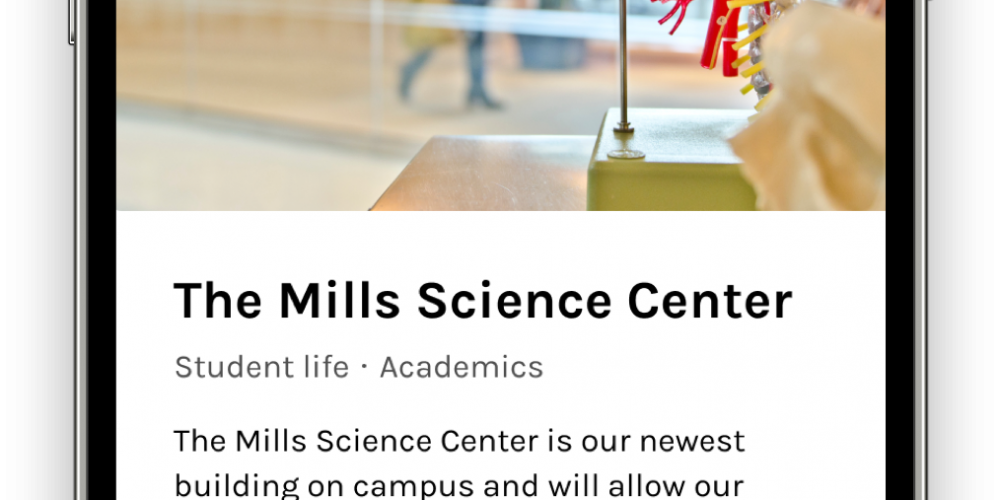 The Mills Science Center
Student life · Academics
The Mills Science Center is our newest
building on campus and will allow our